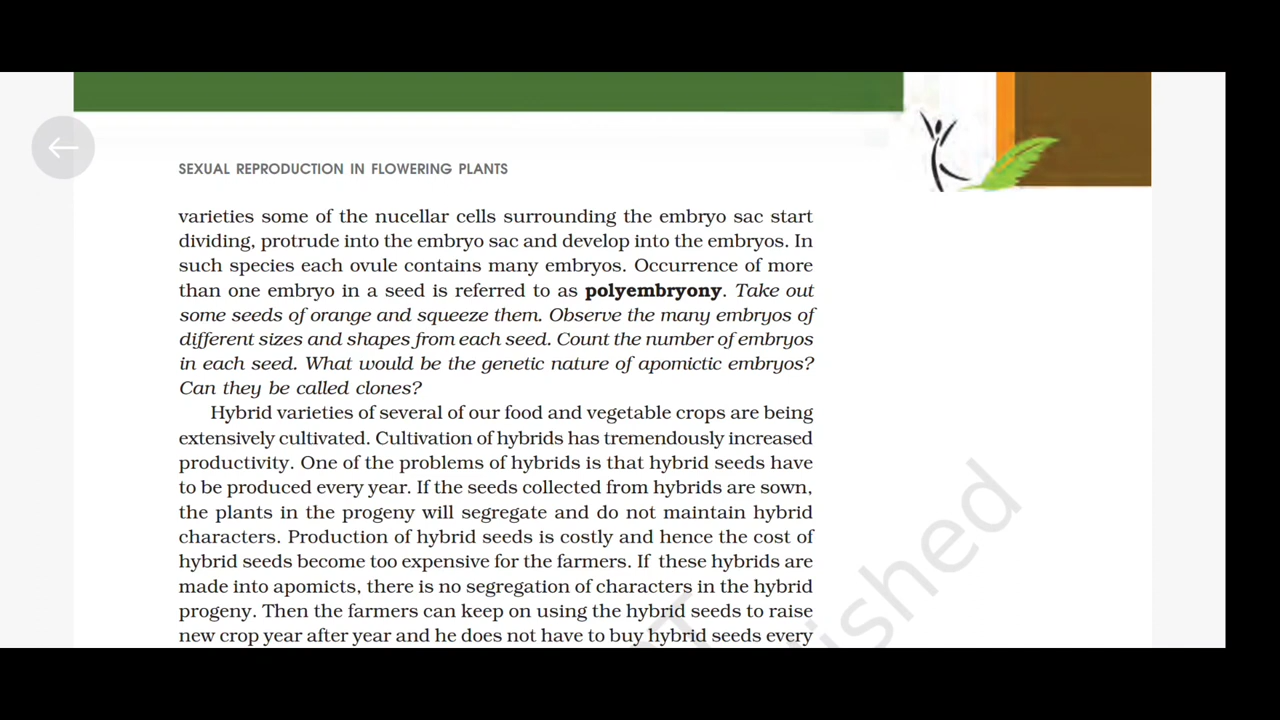 SEXUAL REPRODUCTION IN FLOWERING PLANTS
varieties some of the nucellar cells surrounding the embryo sac start
dividing, protrude into the embryo sac and develop into the embryos. In
such species each ovule contains many embryos. Occurrence of more
than one embryo in a seed is referred to as polyembryony. Take out
some seeds of orange and squeeze them. Observe the many embryos of
different sizes and shapes from each seed. Count the number of embryos
in each seed. What would be the genetic nature of apomictic embryos?
Can they be called clones?
Hybrid varieties of several of our food and vegetable crops are being
extensively cultivated. Cultivation of hybrids has tremendously increased
productivity. One of the problems of hybrids is that hybrid seeds have
to be produced every year. If the seeds collected from hybrids are sown,
the plants in the progeny will segregate and do not maintain hybrid
characters. Production of hybrid seeds is costly and hence the cost of
hybrid seeds become too expensive for the farmers. If these hybrids are
made into apomicts, there is no segregation of characters in the hybrid
progeny. Then the farmers can keep on using the hybrid seeds to raise
new crop year after year and he does not have to buy hybrid seeds every